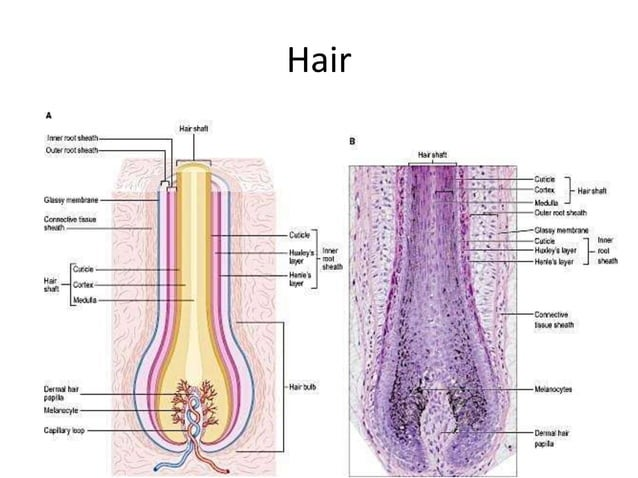 Hair
A
Hair shaft
Inner root sheath
Outer root sheath
Glassy membrane
Connective tissue
sheath
Hair
shaft
Cuticle
Cortex
Medulla
Dermal hair
papilla
Melanocyte
Capillary loop
Cuticle
Huxley's
layer
Henle's
layer
Inner
root
sheath
Hair bulb
B
Hair shaft
Cuticle
Cortex
Medulla
Hair shaft
Outer root sheath
Glassy membrane
Cuticle
Huxley's layer
Henle's layer
Inner
root
sheath
Connective
tissue sheath
Melanocytes
Dermal hair
papilla